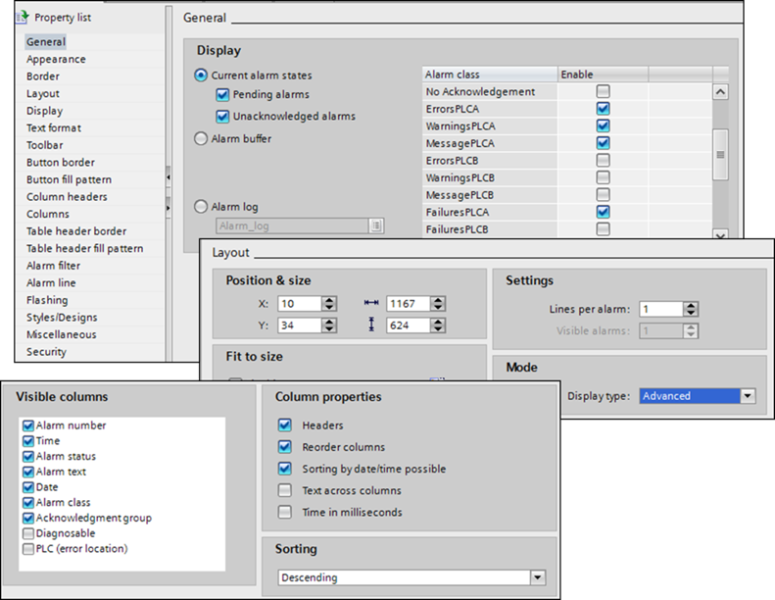 Property list
General
Appearance
Border
Layout
Display
Text format
Toolbar
Button border
Button fill pattern
Column headers
Columns
Table header border
Table header fill pattern
Alarm filter
Alarm line
Flashing
Styles/Designs
Miscellaneous
Security
General
Display
Current alarm states
Pending alarms
Unacknowledged alarms
Alarm buffer
Alarm log
Alarm_log
Alarm class Enable
No Acknowledgement
ErrorsPLCA
WarningsPLCA
MessagePLCA
ErrorsPLCB
WarningsPLCB
MessagePLCB
FailuresPLCA
FailuresPLCB
Layout
Position & size
X: 10 1167
Y: 34 624
Fit to size
Settings
Lines per alarm: 1
Visible alarms: 1
Mode
Display type: Advanced
Visible columns
Alarm number
Time
Alarm status
Alarm text
Date
Alarm class
Acknowledgment group
Diagnosable
PLC (error location)
Column properties
Headers
Reorder columns
Sorting by date/time possible
Text across columns
Time in milliseconds
Sorting
Descending